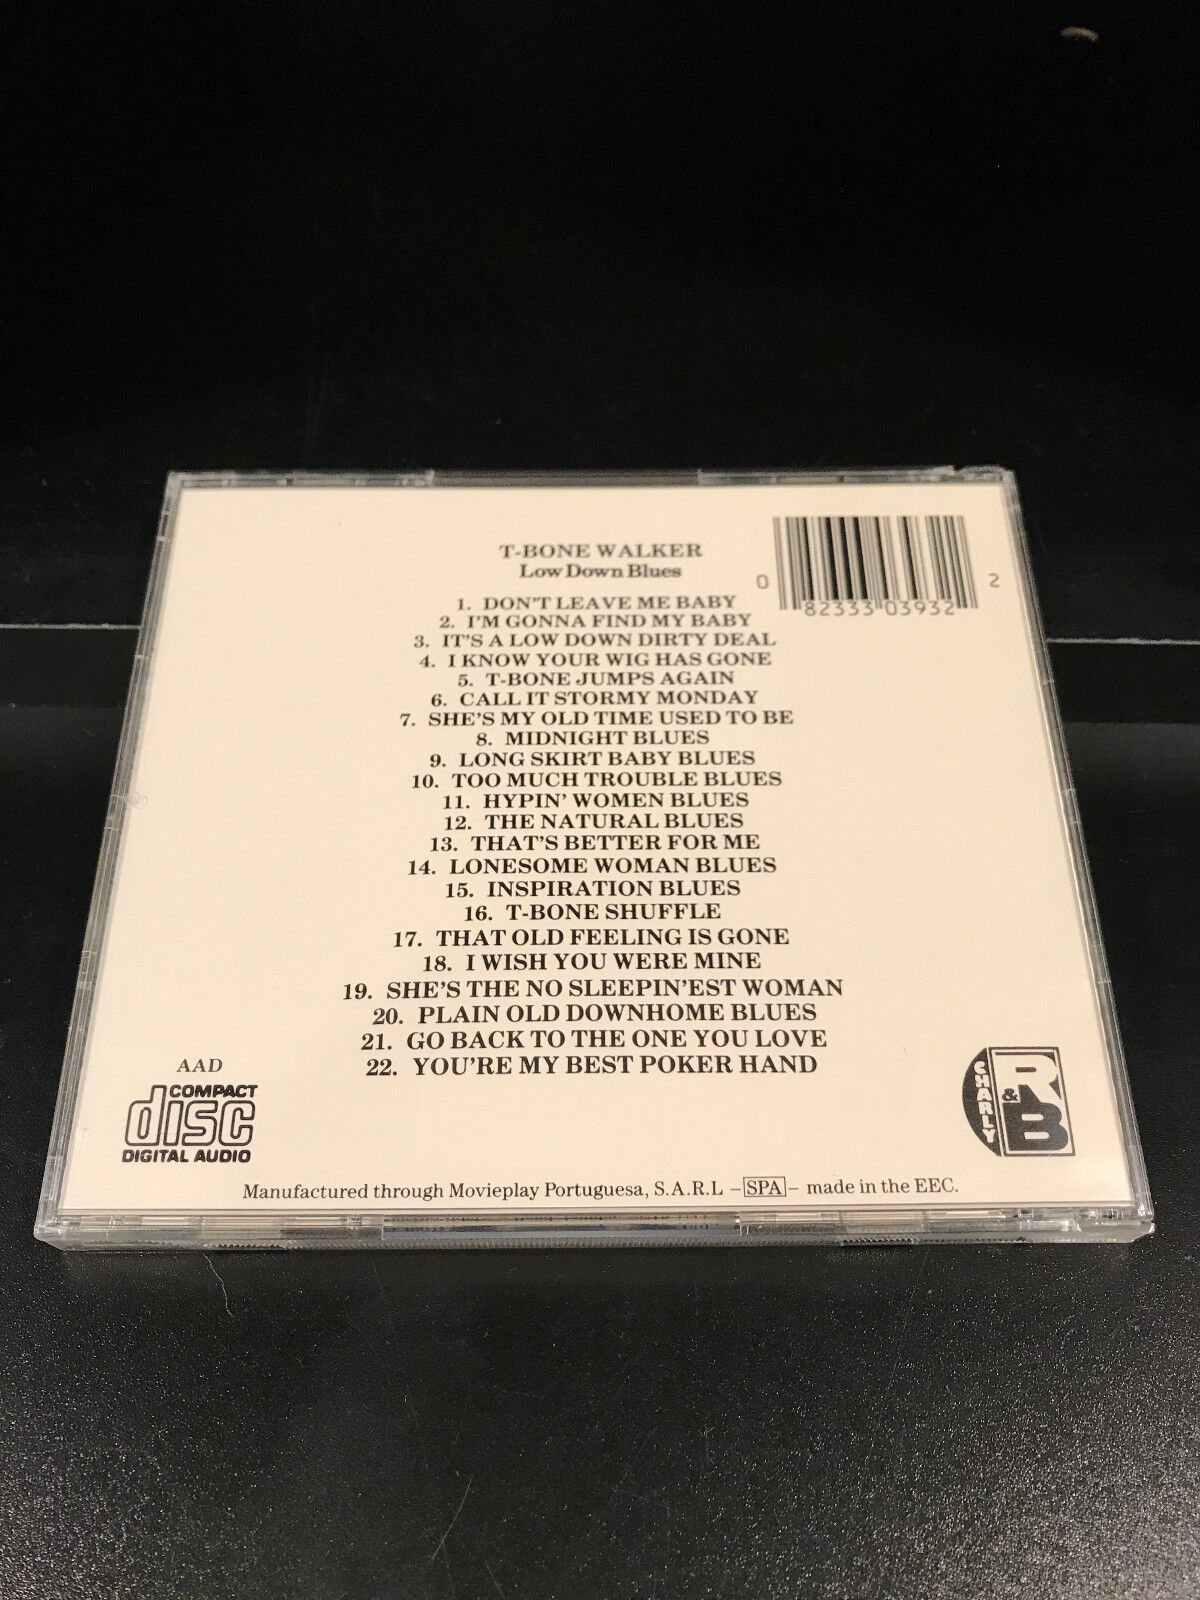 T-BONE WALKER
Low Down Blues
0 82333 03932 2
1. DON'T LEAVE ME BABY
2. I'M GONNA FIND MY BABY
3. IT'S A LOW DOWN DIRTY DEAL
4. I KNOW YOUR WIG HAS GONE
5. T-BONE JUMPS AGAIN
6. CALL IT STORMY MONDAY
7. SHE'S MY OLD TIME USED TO BE
8. MIDNIGHT BLUES
9. LONG SKIRT BABY BLUES
10. TOO MUCH TROUBLE BLUES
11. HYPIN' WOMEN BLUES
12. THE NATURAL BLUES
13. THAT'S BETTER FOR ME
14. LONESOME WOMAN BLUES
15. INSPIRATION BLUES
16. T-BONE SHUFFLE
17. THAT OLD FEELING IS GONE
18. I WISH YOU WERE MINE
19. SHE'S THE NO SLEEPIN'EST WOMAN
20. PLAIN OLD DOWNHOME BLUES
21. GO BACK TO THE ONE YOU LOVE
22. YOU'RE MY BEST POKER HAND
AAD
COMPACT
disc
DIGITAL AUDIO
CHARLY
R&B
Manufactured through Movieplay Portuguesa, S.A.R.L –SPA– made in the EEC.